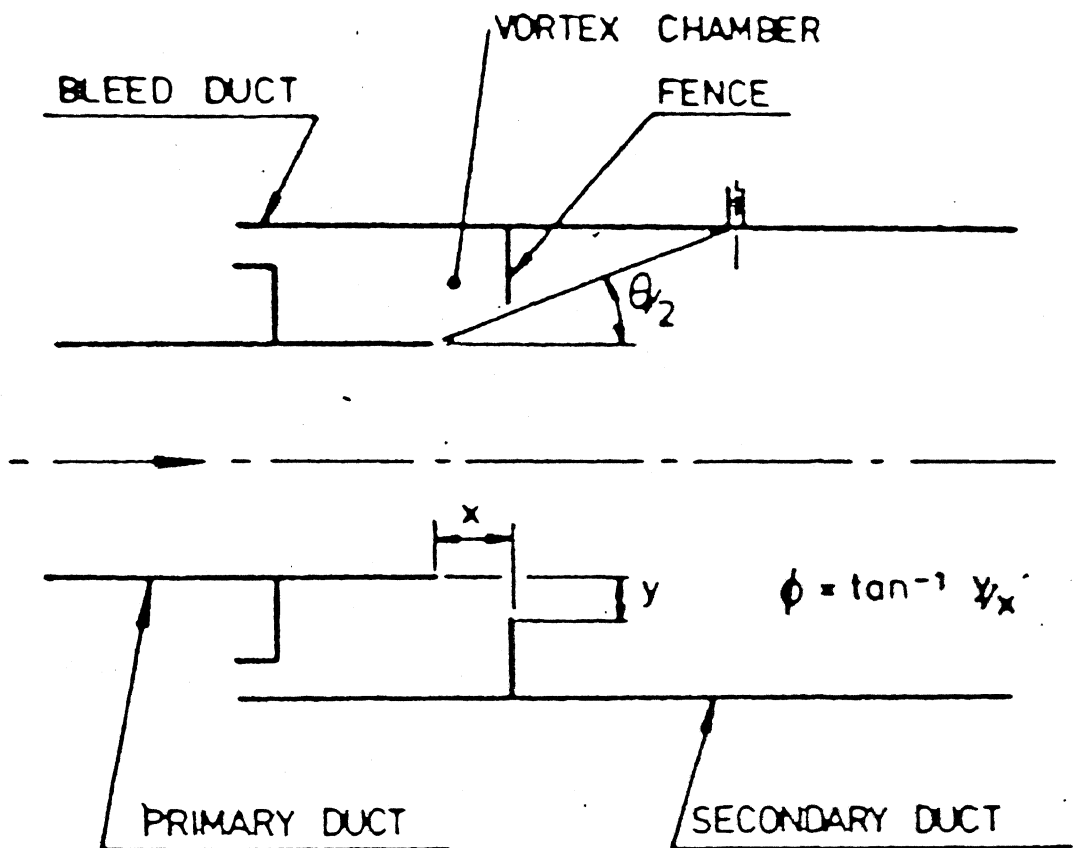 VORTEX CHAMBER
BLEED DUCT
FENCE
θ/2
x
y
ϕ = tan⁻¹ y/x
PRIMARY DUCT
SECONDARY DUCT